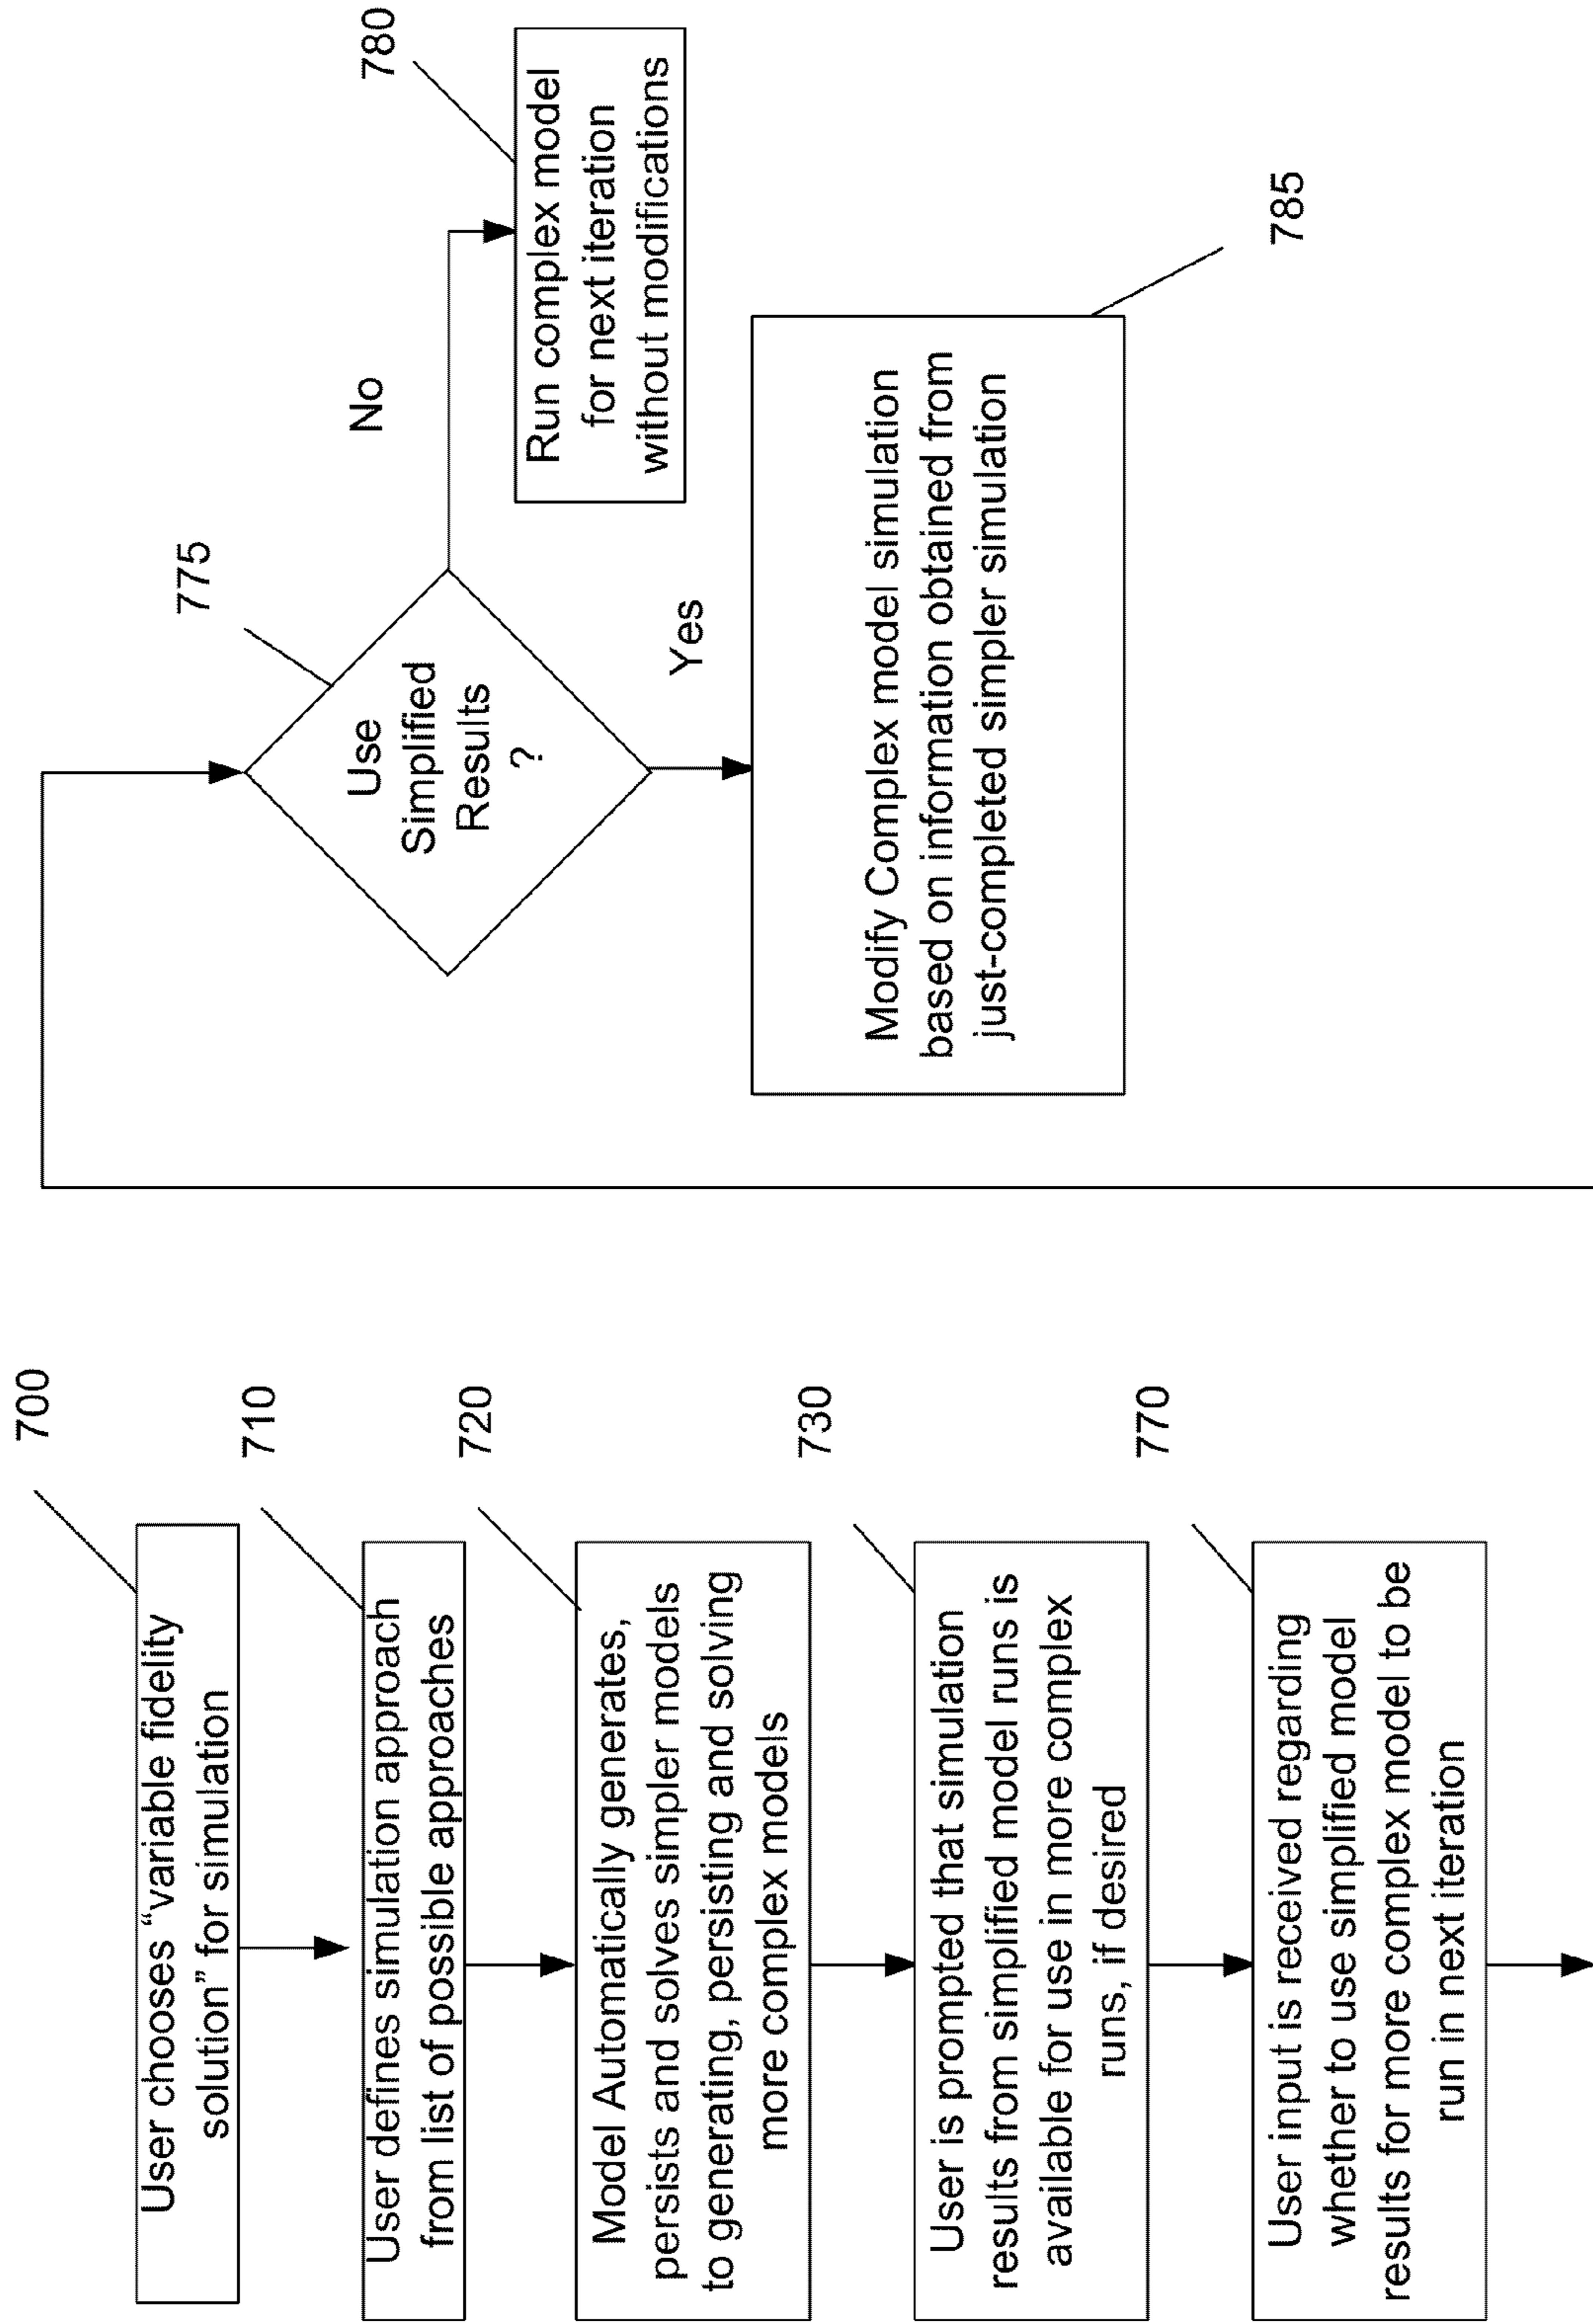 700
User chooses “variable fidelity
solution” for simulation
710
User defines simulation approach
from list of possible approaches
720
Model Automatically generates,
persists and solves simpler models
to generating, persisting and solving
more complex models
730
User is prompted that simulation
results from simplified model runs is
available for use in more complex
runs, if desired
770
User input is received regarding
whether to use simplified model
results for more complex model to be
run in next iteration
775
Use
Simplified
Results
?
No
780
Run complex model
for next iteration
without modifications
Yes
785
Modify Complex model simulation
based on information obtained from
just-completed simpler simulation